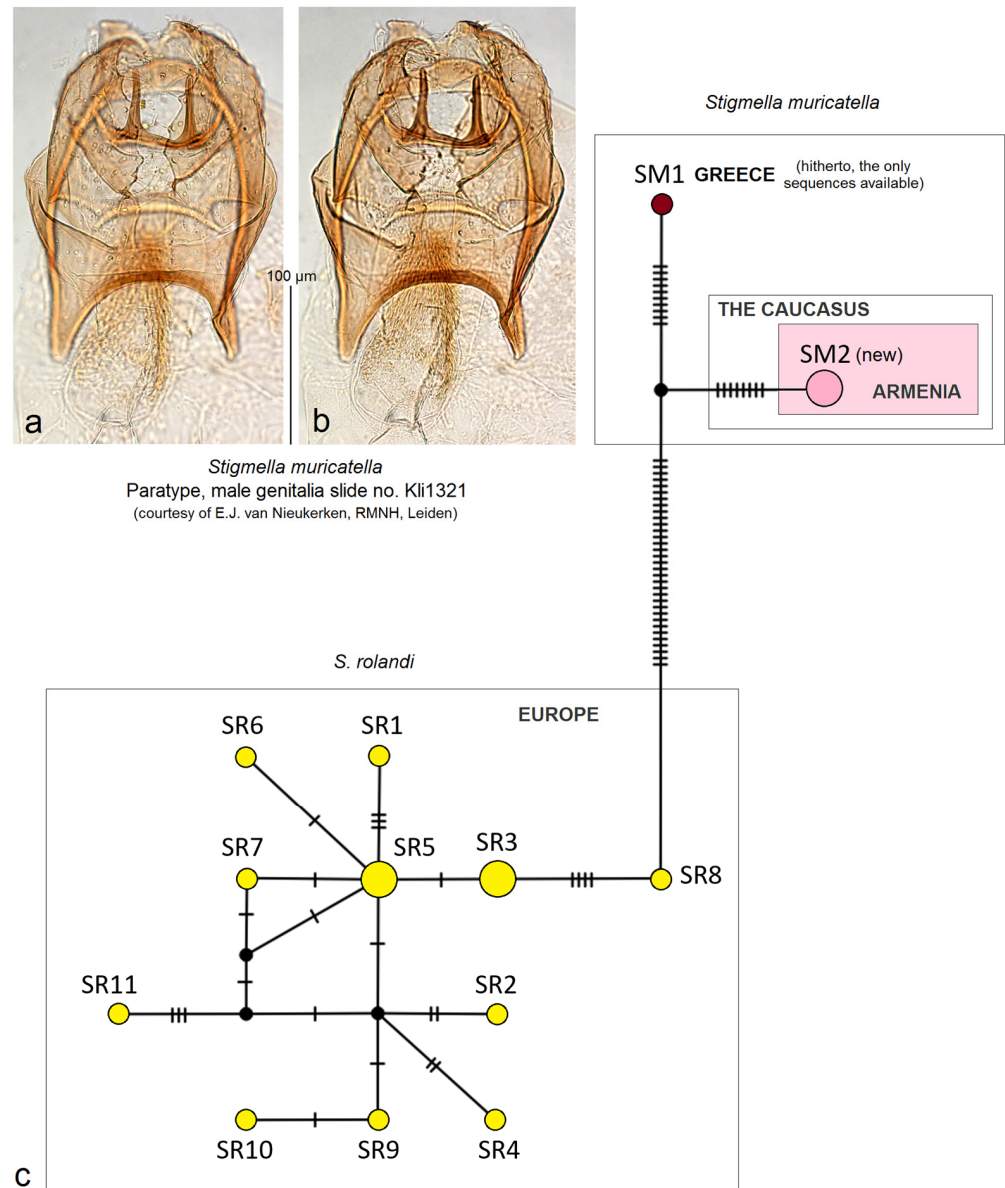 a
b
100 µm
Stigmella muricatella
Paratype, male genitalia slide no. Kli1321
(courtesy of E.J. van Nieukerken, RMNH, Leiden)
Stigmella muricatella
SM1 GREECE (hitherto, the only
sequences available)
THE CAUCASUS
SM2 (new)
ARMENIA
S. rolandi
EUROPE
SR6
SR1
SR7
SR5
SR3
SR8
SR11
SR2
SR10
SR9
SR4
c